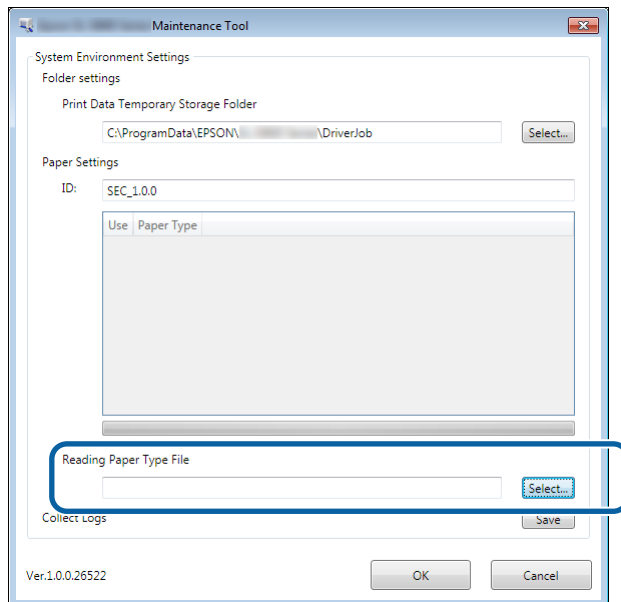 Maintenance Tool
System Environment Settings
Folder settings
Print Data Temporary Storage Folder
C:\ProgramData\EPSON\ \DriverJob
Select...
Paper Settings
ID:
SEC_1.0.0
Use Paper Type
Reading Paper Type File
Select...
Collect Logs
Save
Ver.1.0.0.26522
OK
Cancel